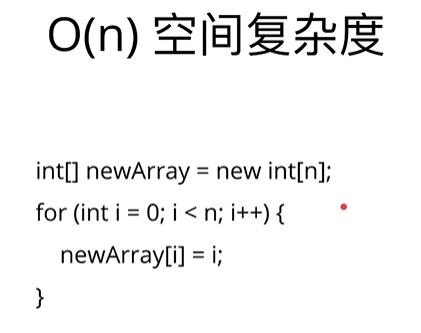 O(n) 空间复杂度
int[] newArray = new int[n];
for (int i = 0; i < n; i++) {
newArray[i] = i;
}